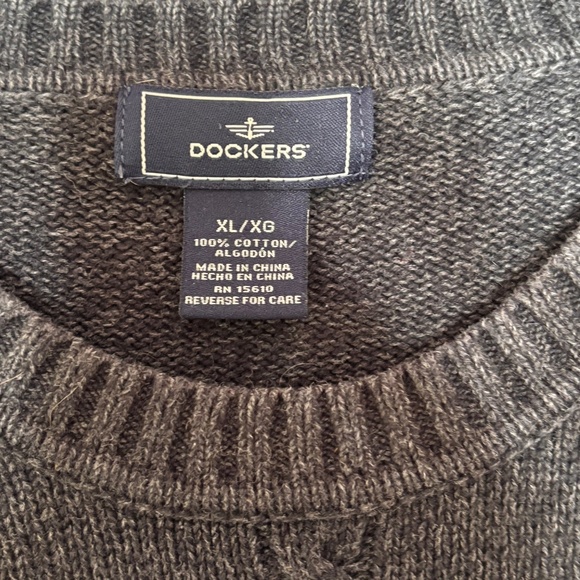 DOCKERS®
XL/XG
100% COTTON/
ALGODÓN
MADE IN CHINA
HECHO EN CHINA
RN 15610
REVERSE FOR CARE